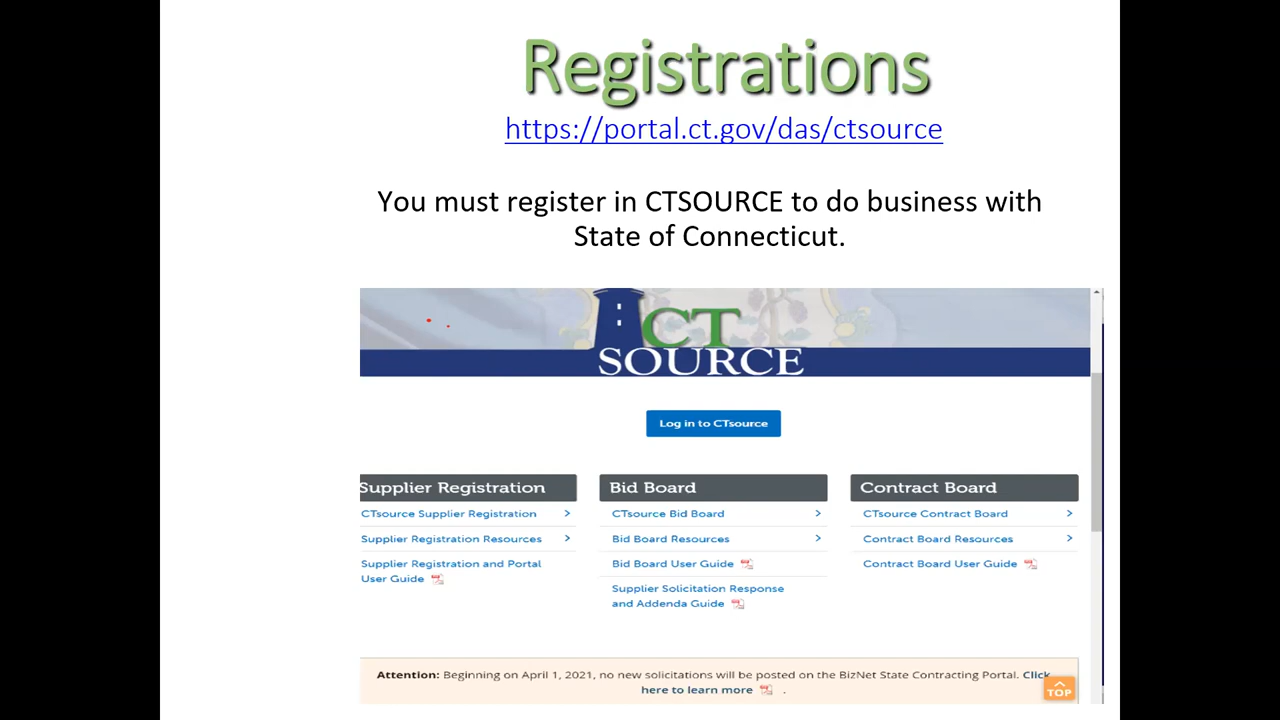 Registrations
https://portal.ct.gov/das/ctsource
You must register in CTSOURCE to do business with
State of Connecticut.
CT
SOURCE
Log in to CTsource
Supplier Registration
CTsource Supplier Registration
Supplier Registration Resources
Supplier Registration and Portal
User Guide
Bid Board
CTsource Bid Board
Bid Board Resources
Bid Board User Guide
Supplier Solicitation Response
and Addenda Guide
Contract Board
CTsource Contract Board
Contract Board Resources
Contract Board User Guide
Attention: Beginning on April 1, 2021, no new solicitations will be posted on the BizNet State Contracting Portal. Click
here to learn more .
TOP